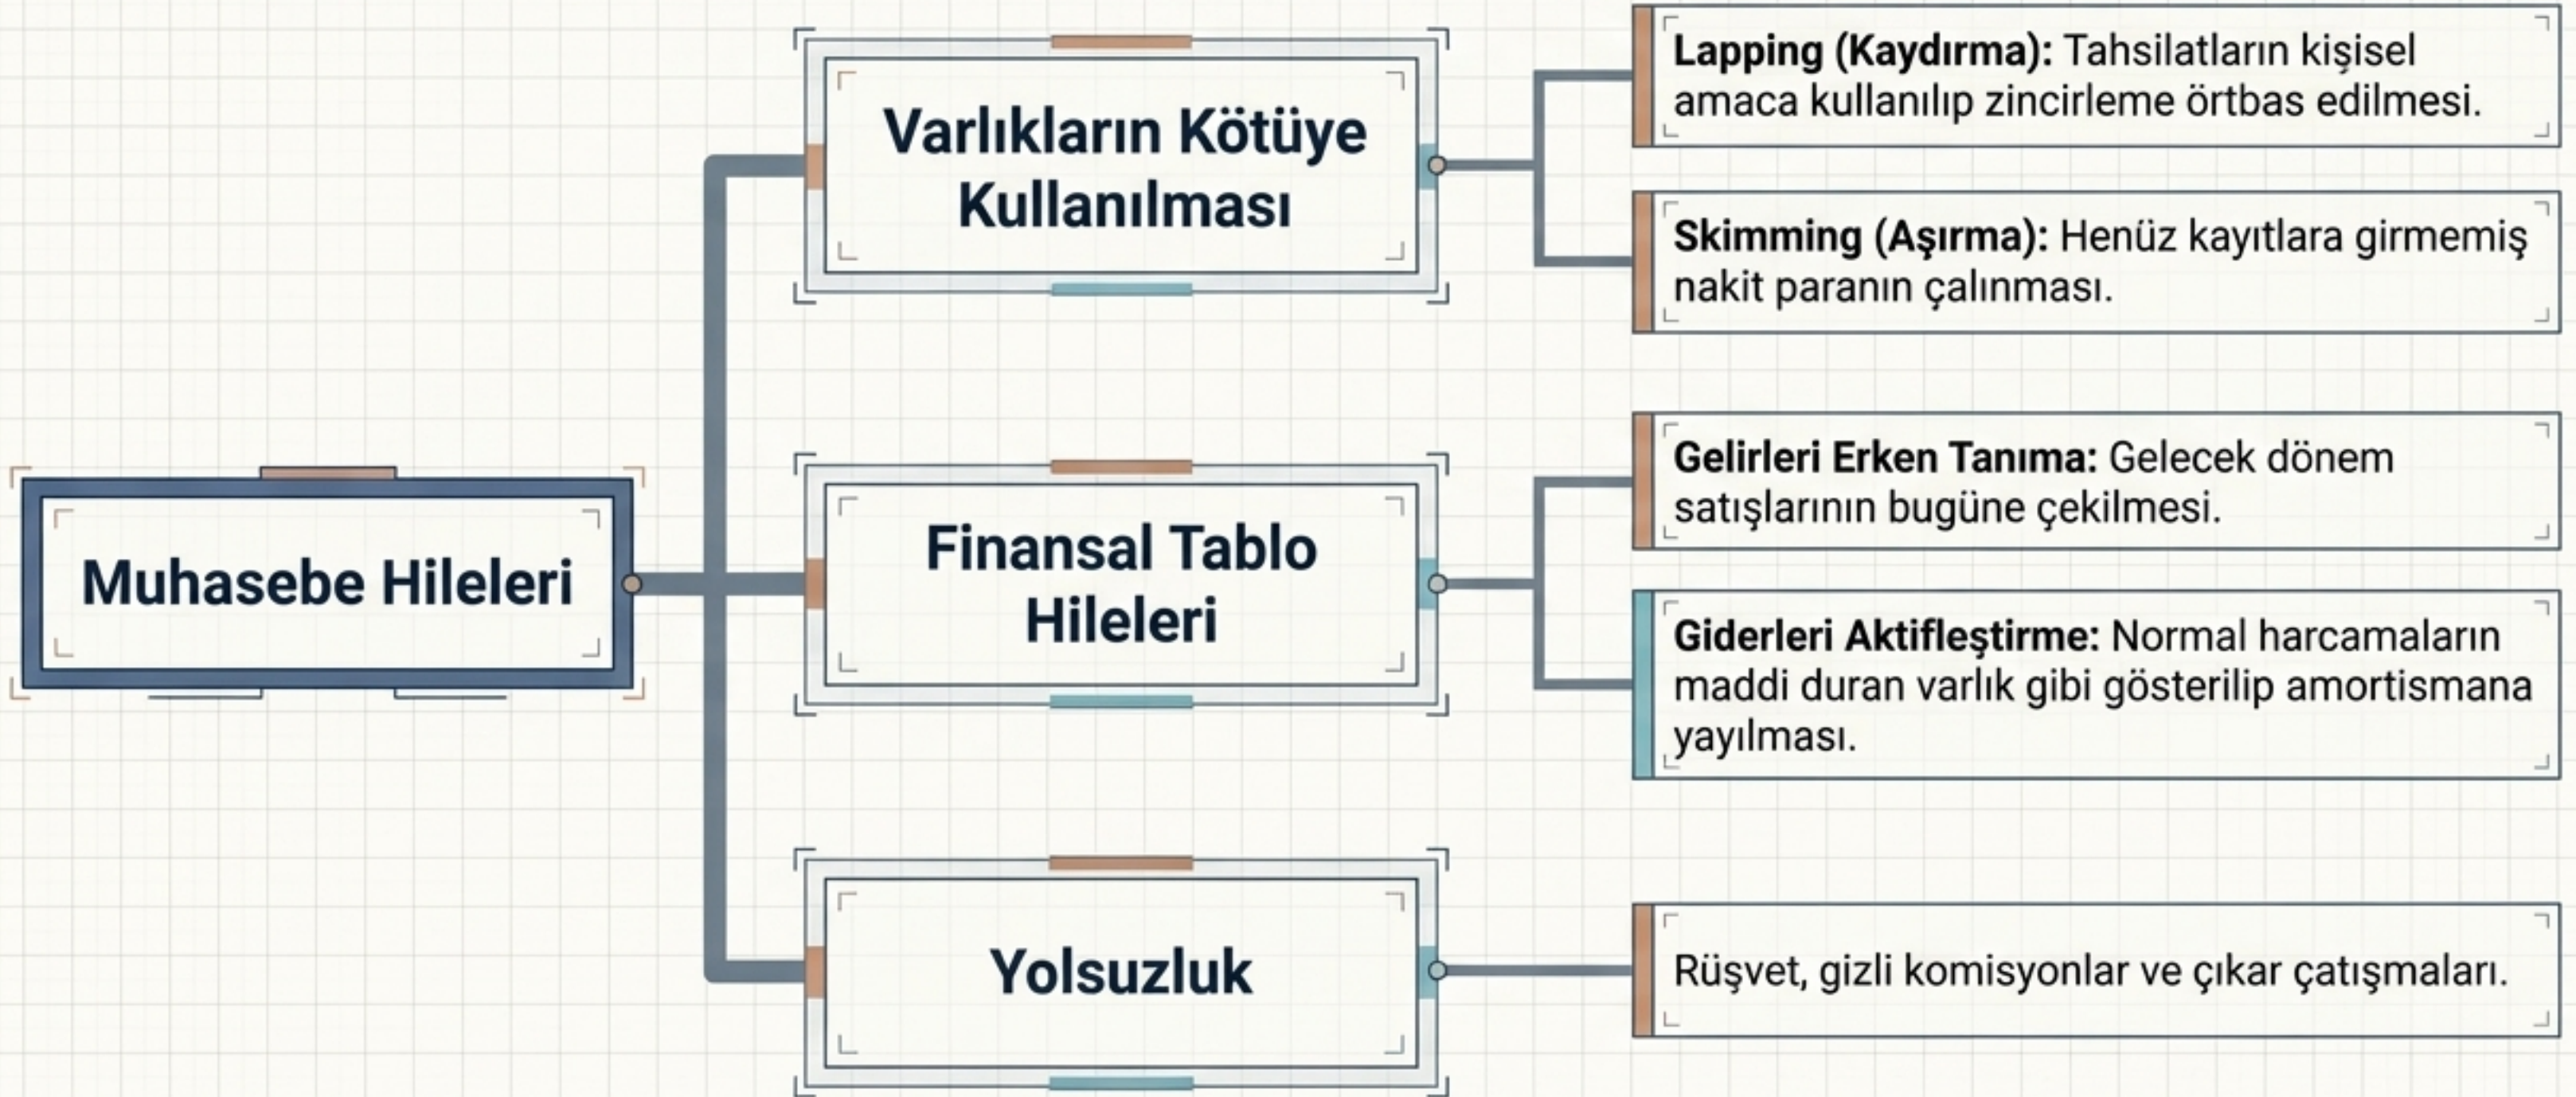 Muhasebe Hileleri
Varlıkların Kötüye
Kullanılması
Lapping (Kaydırma): Tahsilatların kişisel
amaca kullanılıp zincirleme örtbas edilmesi.
Skimming (Aşırma): Henüz kayıtlara girmemiş
nakit paranın çalınması.
Finansal Tablo
Hileleri
Gelirleri Erken Tanıma: Gelecek dönem
satışlarının bugüne çekilmesi.
Giderleri Aktifleştirme: Normal harcamaların
maddi duran varlık gibi gösterilip amortismana
yayılması.
Yolsuzluk
Rüşvet, gizli komisyonlar ve çıkar çatışmaları.